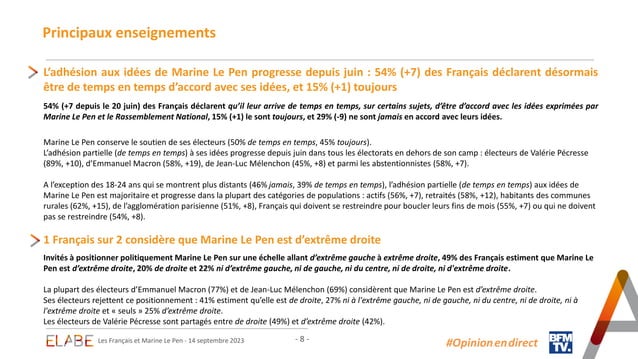 Principaux enseignements
L’adhésion aux idées de Marine Le Pen progresse depuis juin : 54% (+7) des Français déclarent désormais
être de temps en temps d’accord avec ses idées, et 15% (+1) toujours
54% (+7 depuis le 20 juin) des Français déclarent qu’il leur arrive de temps en temps, sur certains sujets, d’être d’accord avec les idées exprimées par
Marine Le Pen et le Rassemblement National, 15% (+1) le sont toujours, et 29% (-9) ne sont jamais en accord avec leurs idées.
Marine Le Pen conserve le soutien de ses électeurs (50% de temps en temps, 45% toujours).
L’adhésion partielle (de temps en temps) à ses idées progresse depuis juin dans tous les électorats en dehors de son camp : électeurs de Valérie Pécresse
(89%, +10), d’Emmanuel Macron (58%, +19), de Jean-Luc Mélenchon (45%, +8) et parmi les abstentionnistes (58%, +7).
A l’exception des 18-24 ans qui se montrent plus distants (46% jamais, 39% de temps en temps), l’adhésion partielle (de temps en temps) aux idées de
Marine Le Pen est majoritaire et progresse dans la plupart des catégories de populations : actifs (56%, +7), retraités (58%, +12), habitants des communes
rurales (62%, +15), de l’agglomération parisienne (51%, +8), Français qui doivent se restreindre pour boucler leurs fins de mois (55%, +7) ou qui ne doivent
pas se restreindre (54%, +8).
1 Français sur 2 considère que Marine Le Pen est d’extrême droite
Invités à positionner politiquement Marine Le Pen sur une échelle allant d’extrême gauche à extrême droite, 49% des Français estiment que Marine Le
Pen est d’extrême droite, 20% de droite et 22% ni d’extrême gauche, ni de gauche, ni du centre, ni de droite, ni d'extrême droite.
La plupart des électeurs d’Emmanuel Macron (77%) et de Jean-Luc Mélenchon (69%) considèrent que Marine Le Pen est d’extrême droite.
Ses électeurs rejettent ce positionnement : 41% estiment qu’elle est de droite, 27% ni à l'extrême gauche, ni de gauche, ni du centre, ni de droite, ni à
l’extrême droite et « seuls » 25% d’extrême droite.
Les électeurs de Valérie Pécresse sont partagés entre de droite (49%) et d’extrême droite (42%).
ELABE
Les Français et Marine Le Pen - 14 septembre 2023
- 8 -
#Opinion en direct
BFM
TV.